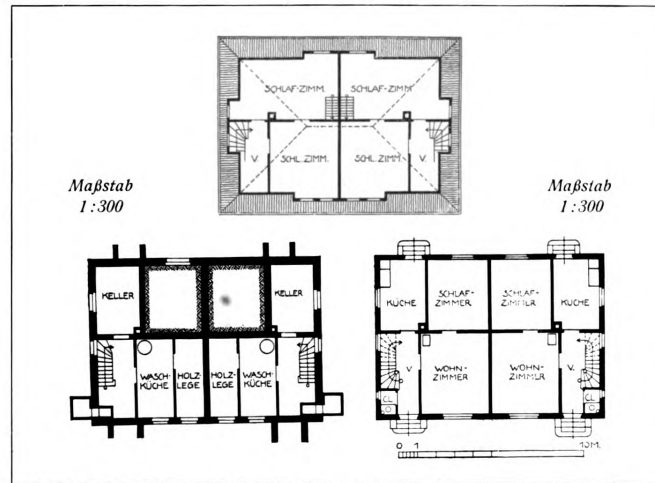 SCHLAF-ZIMM.
SCHLAF-ZIMM
V.
SCHL. ZIMM.
SCHL. ZIMM.
V.
Maßstab
1:300
Maßstab
1:300
KELLER
KELLER
WASCH-
KÜCHE
HOLZ-
LEGE
HOLZ-
LEGE
WASCH-
KÜCHE
KÜCHE
SCHLAF-
ZIMMER
SCHLAF-
ZIMMER
KÜCHE
V.
WOHN-
ZIMMER
WOHN-
ZIMMER
V.
CL.
CL.
0 1 10M.